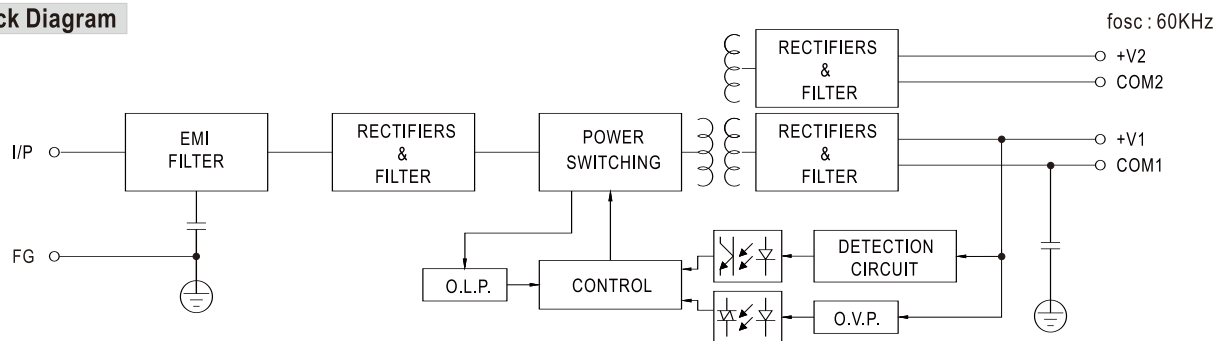 ck Diagram
fosc : 60KHz
RECTIFIERS
&
FILTER
+V2
COM2
I/P
EMI
FILTER
RECTIFIERS
&
FILTER
POWER
SWITCHING
RECTIFIERS
&
FILTER
+V1
COM1
FG
O.L.P.
CONTROL
DETECTION
CIRCUIT
O.V.P.